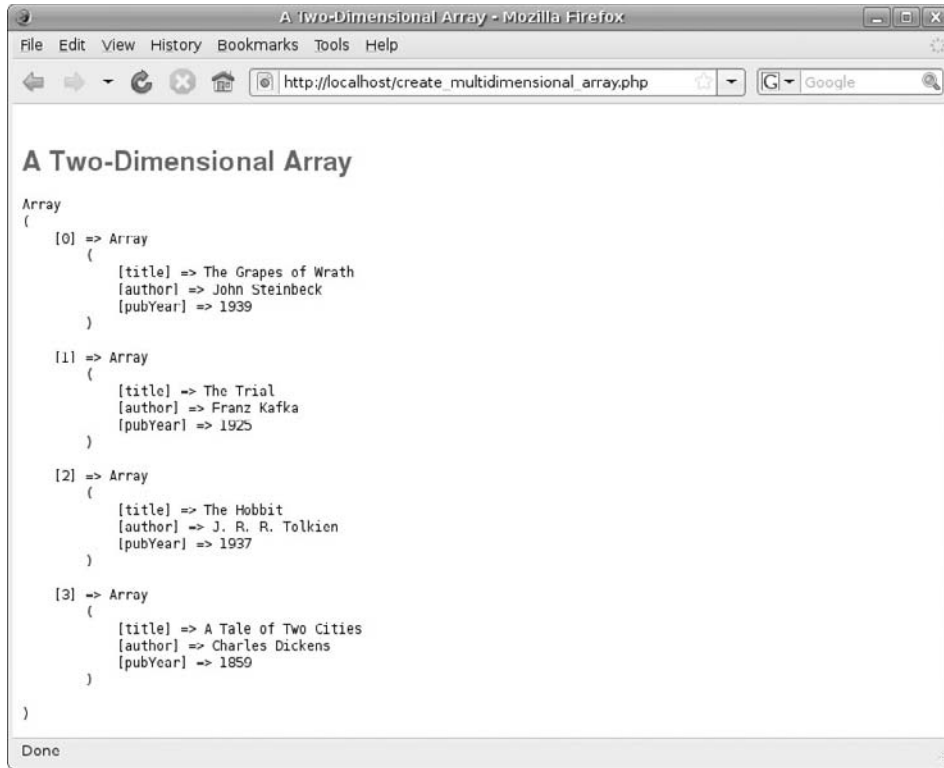 A Two-Dimensional Array - Mozilla Firefox
File Edit View History Bookmarks Tools Help
http://localhost/create_multidimensional_array.php
G Google
A Two-Dimensional Array
Array
(
[0] => Array
(
[title] => The Grapes of Wrath
[author] => John Steinbeck
[pubYear] => 1939
)
[1] => Array
(
[title] => The Trial
[author] => Franz Kafka
[pubYear] => 1925
)
[2] => Array
(
[title] => The Hobbit
[author] => J. R. R. Tolkien
[pubYear] => 1937
)
[3] => Array
(
[title] => A Tale of Two Cities
[author] => Charles Dickens
[pubYear] => 1859
)
)
Done